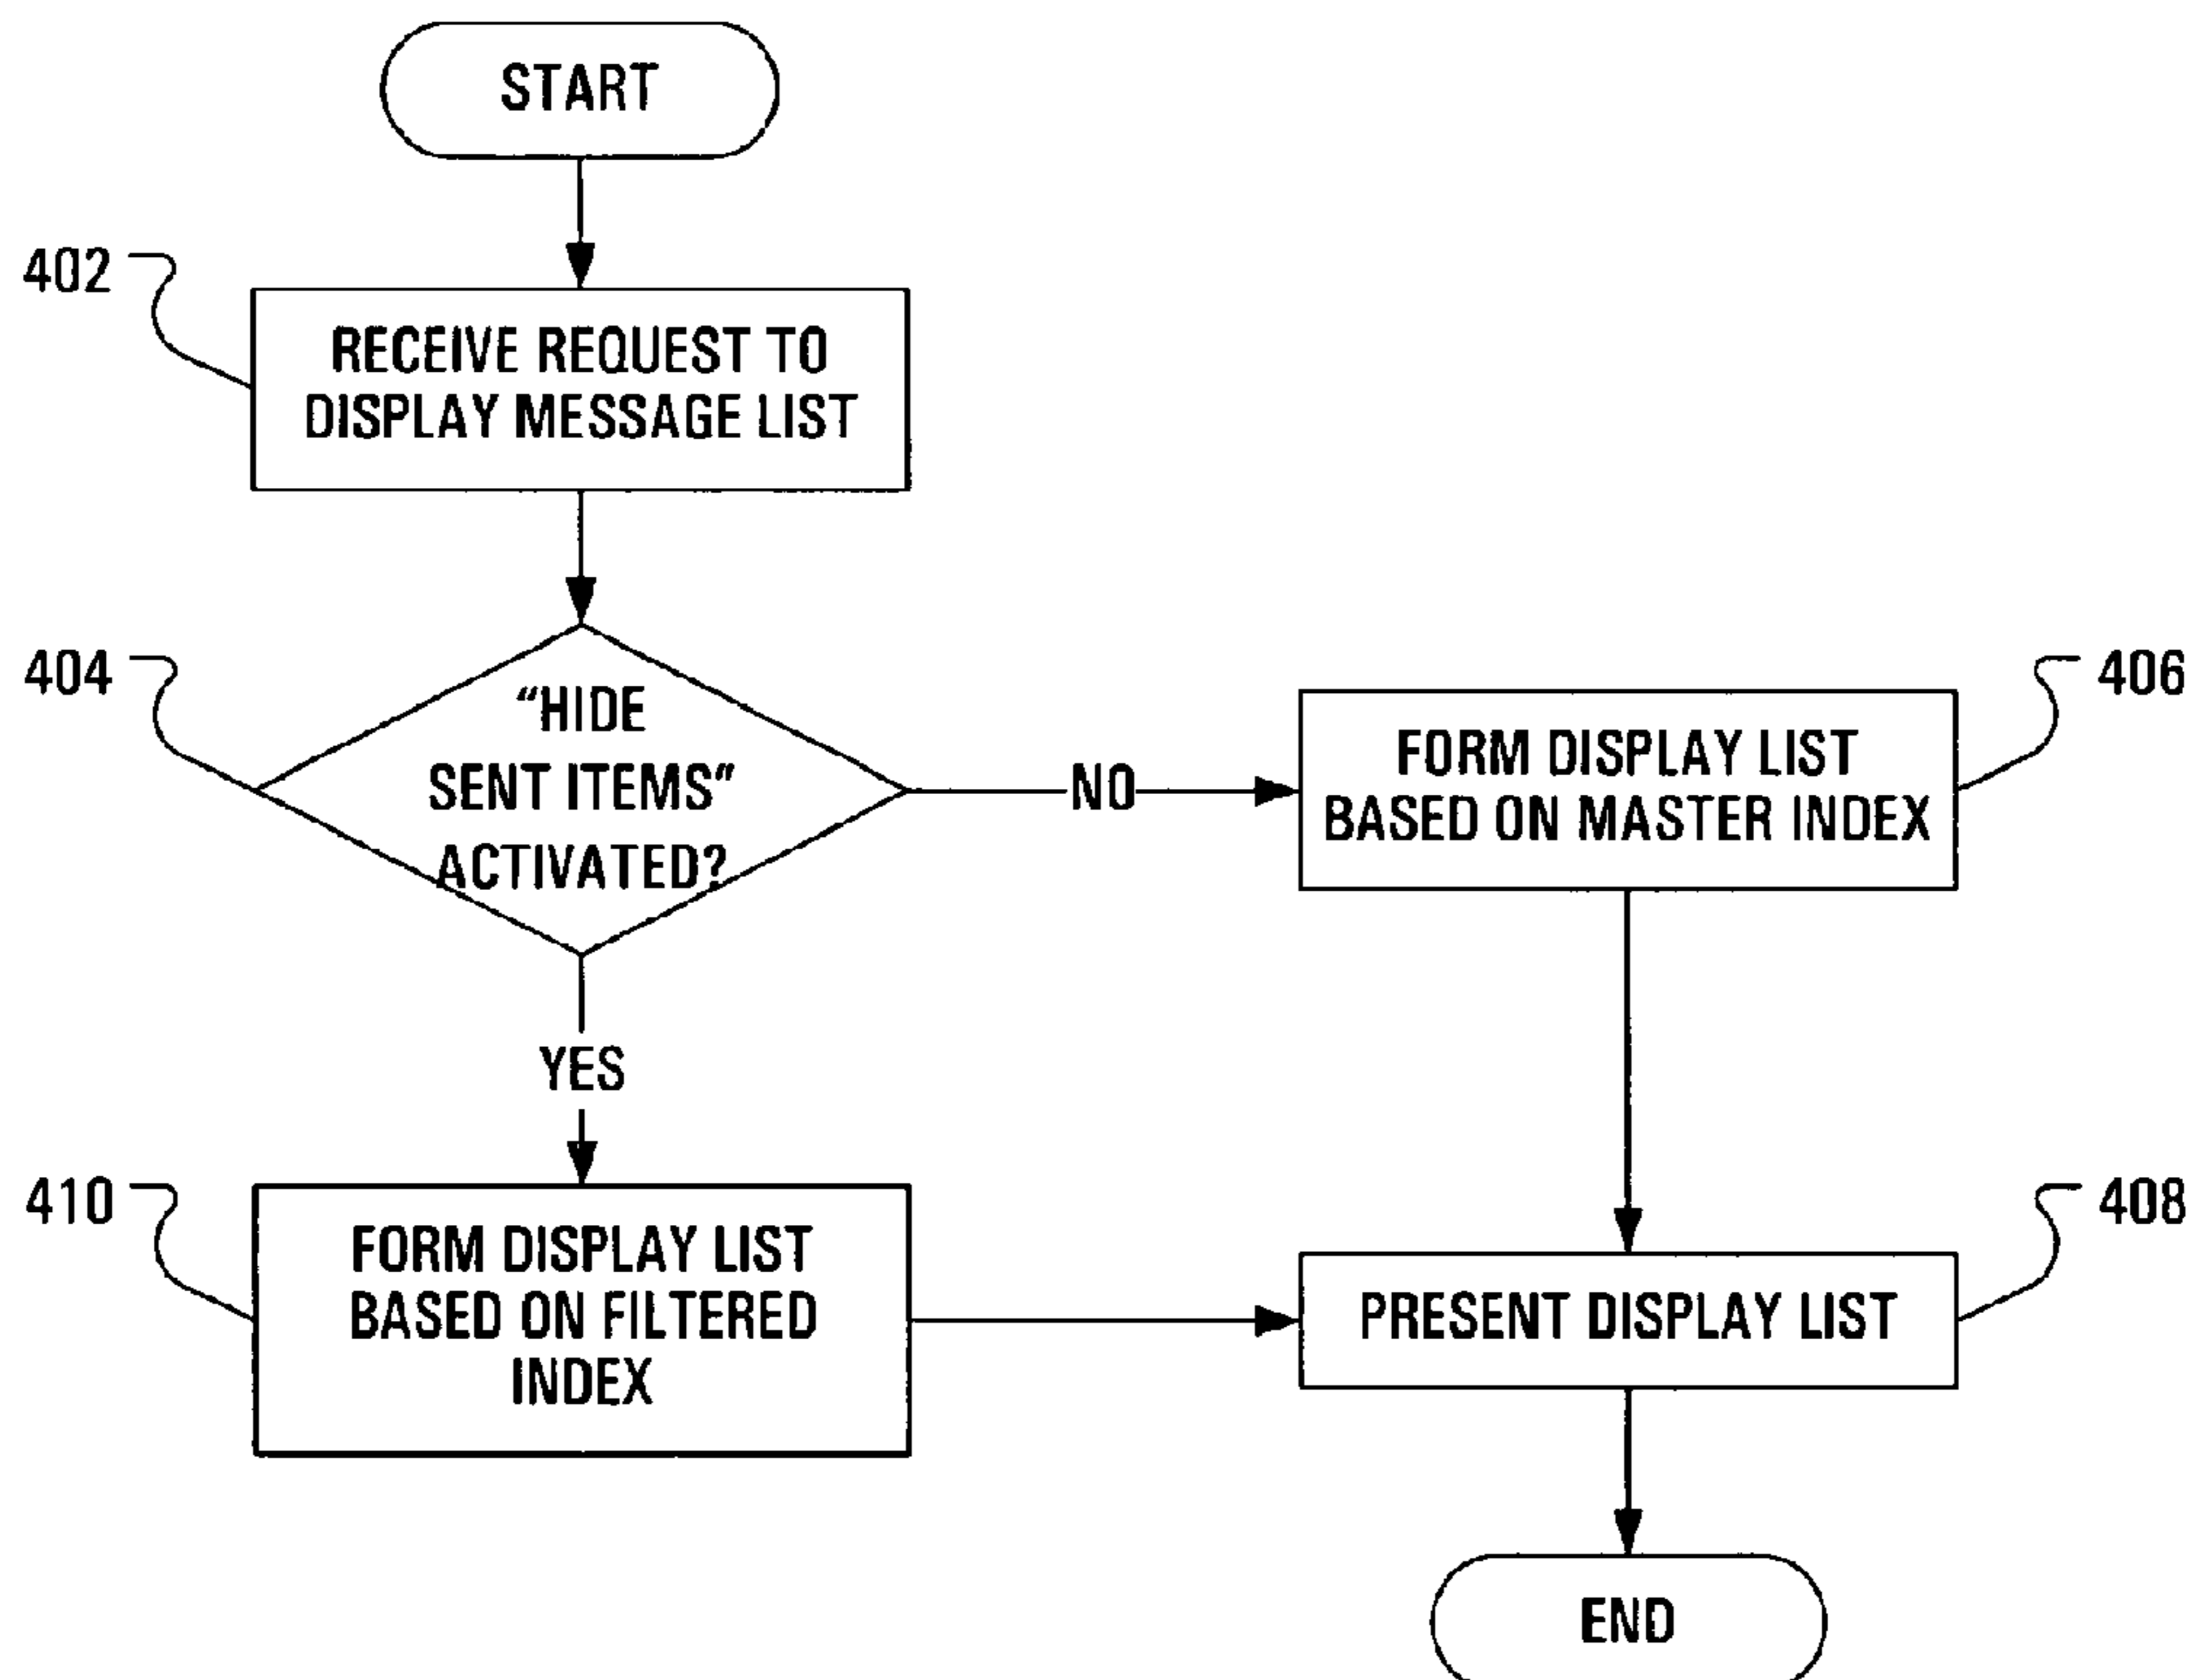 START
402
RECEIVE REQUEST TO
DISPLAY MESSAGE LIST
404
“HIDE
SENT ITEMS”
ACTIVATED?
NO
406
FORM DISPLAY LIST
BASED ON MASTER INDEX
YES
410
FORM DISPLAY LIST
BASED ON FILTERED
INDEX
408
PRESENT DISPLAY LIST
END